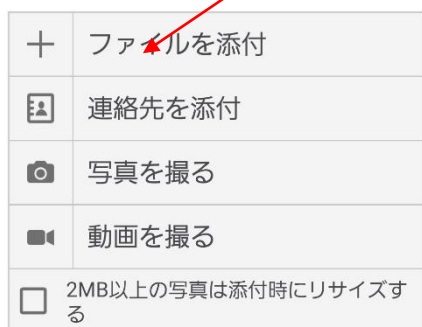 ファイルを添付
連絡先を添付
写真を撮る
動画を撮る
2MB以上の写真は添付時にリサイズす
る